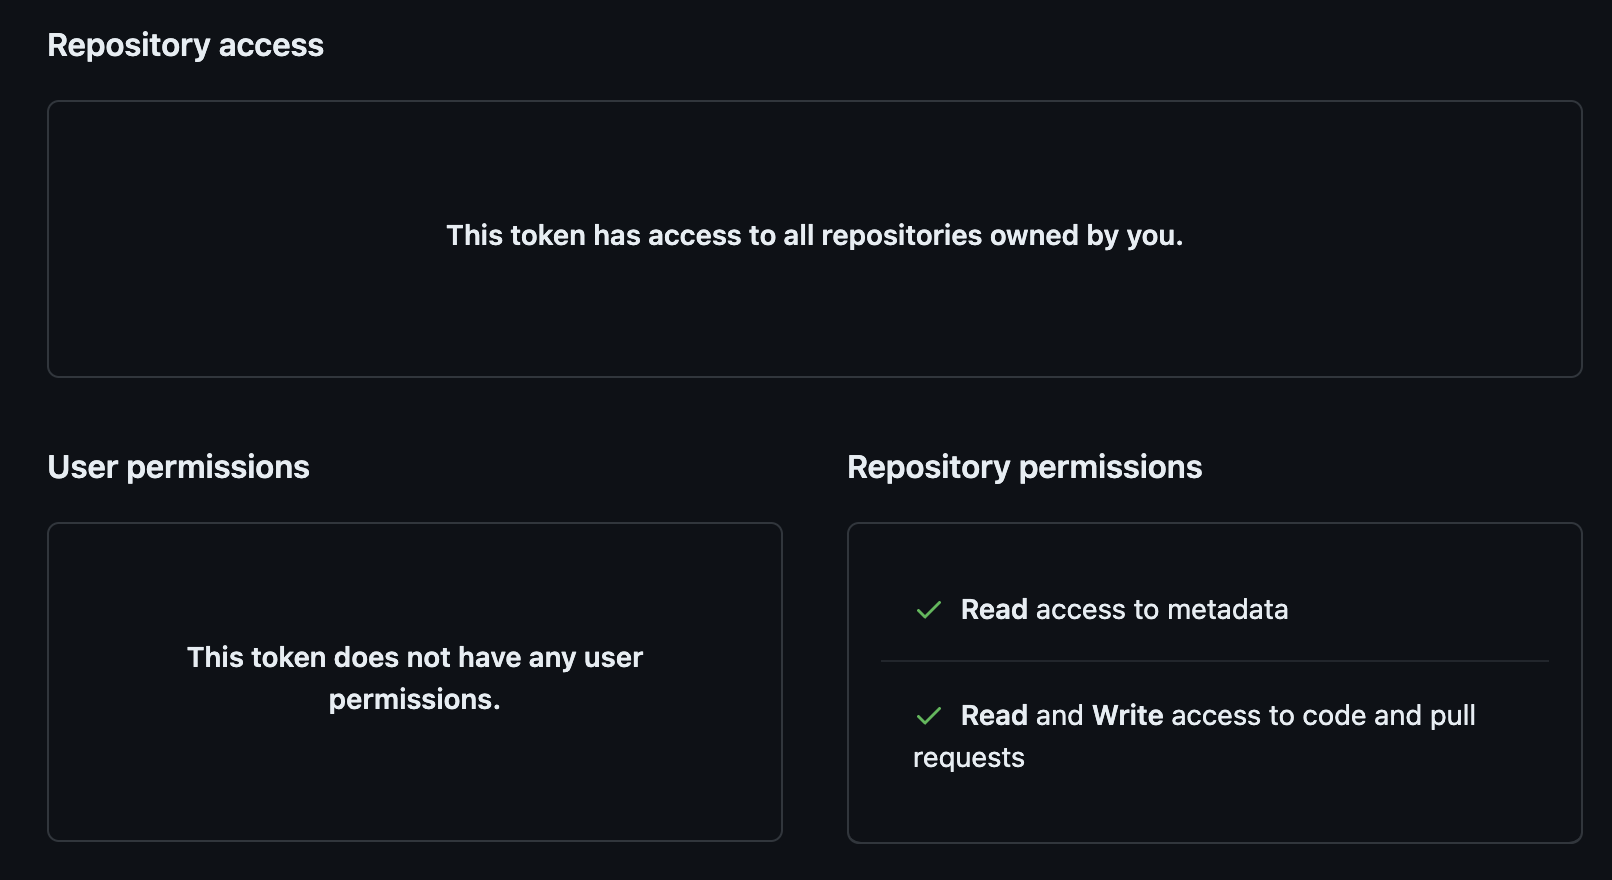 Repository access
This token has access to all repositories owned by you.
User permissions
This token does not have any user
permissions.
Repository permissions
Read access to metadata
Read and Write access to code and pull
requests